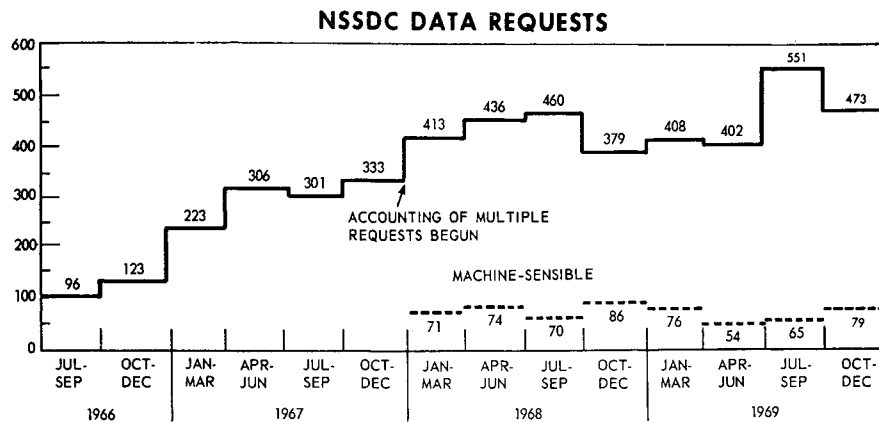 NSSDC DATA REQUESTS
600
500
400
300
200
100
0
96
123
223
306
301
333
413
436
460
379
408
402
551
473
ACCOUNTING OF MULTIPLE
REQUESTS BEGUN
MACHINE-SENSIBLE
71
74
70
86
76
54
65
79
JUL-
SEP
OCT-
DEC
JAN-
MAR
APR-
JUN
JUL-
SEP
OCT-
DEC
JAN-
MAR
APR-
JUN
JUL-
SEP
OCT-
DEC
JAN-
MAR
APR-
JUN
JUL-
SEP
OCT-
DEC
1966
1967
1968
1969